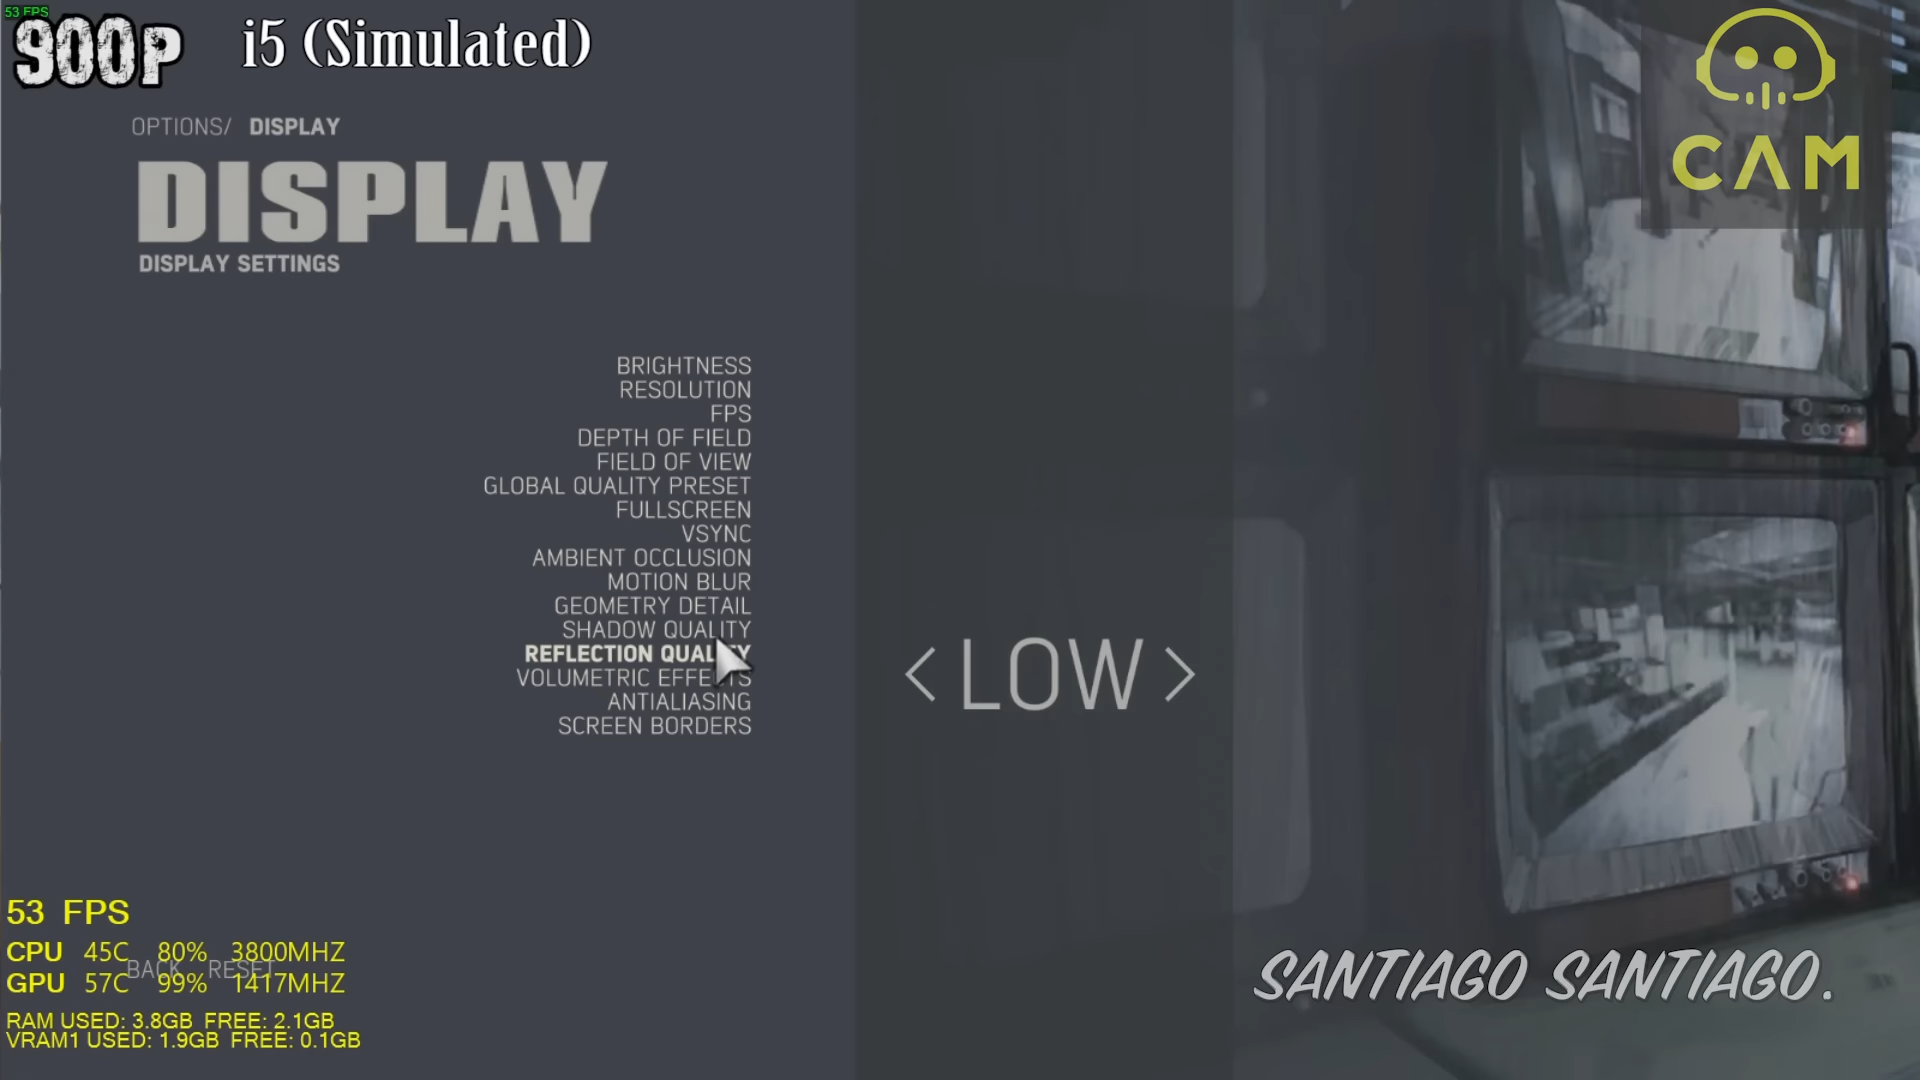 53 FPS
900P
i5 (Simulated)
CAM
OPTIONS/ DISPLAY
DISPLAY
DISPLAY SETTINGS
BRIGHTNESS
RESOLUTION
FPS
DEPTH OF FIELD
FIELD OF VIEW
GLOBAL QUALITY PRESET
FULLSCREEN
VSYNC
AMBIENT OCCLUSION
MOTION BLUR
GEOMETRY DETAIL
SHADOW QUALITY
REFLECTION QUALITY
VOLUMETRIC EFFECTS
ANTIALIASING
SCREEN BORDERS
< LOW >
53 FPS
CPU 45C 80% 3800MHZ
BACK RESET
GPU 57C 99% 1417MHZ
RAM USED: 3.8GB FREE: 2.1GB
VRAM1 USED: 1.9GB FREE: 0.1GB
SANTIAGO SANTIAGO.